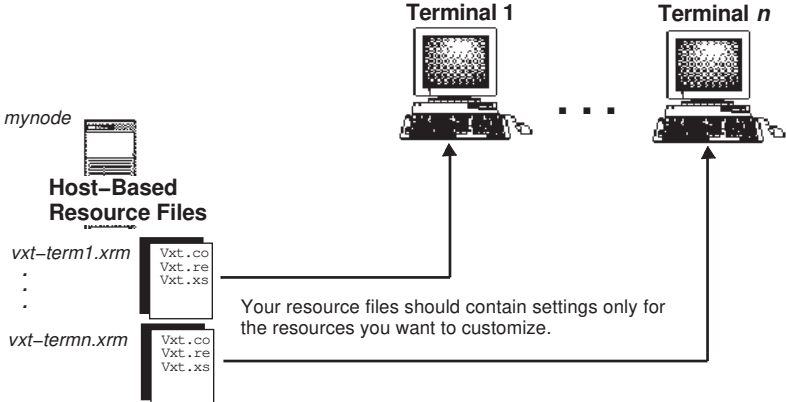 Terminal 1
Terminal n
. . .
mynode
Host–Based
Resource Files
vxt–term1.xrm
Vxt.co
Vxt.re
Vxt.xs
.
.
.
Your resource files should contain settings only for
the resources you want to customize.
vxt–termn.xrm
Vxt.co
Vxt.re
Vxt.xs